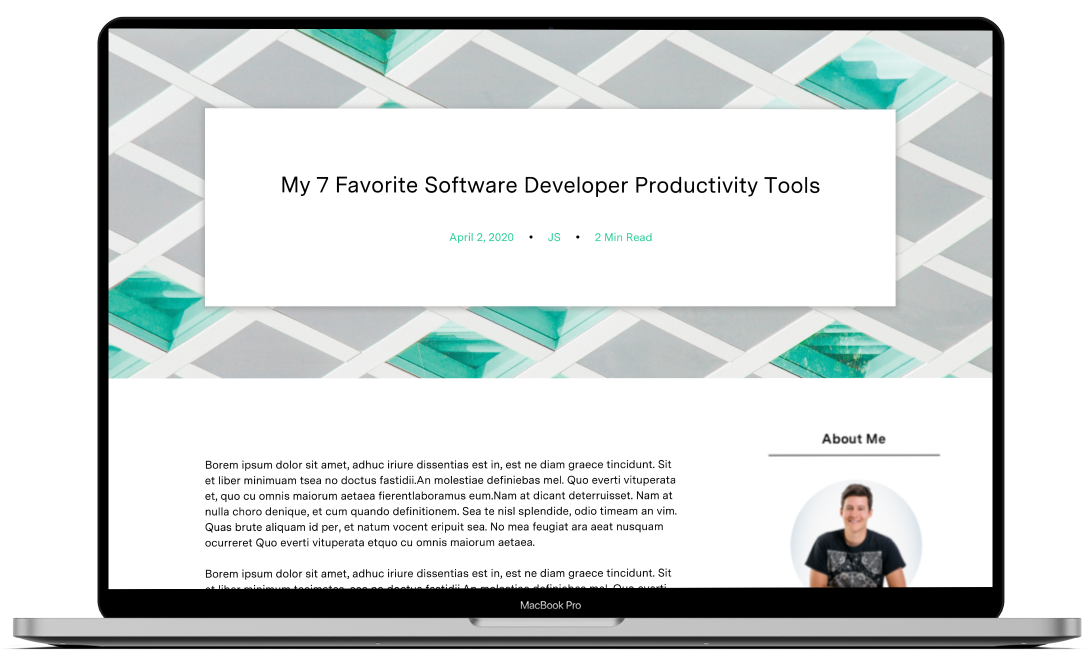 My 7 Favorite Software Developer Productivity Tools
April 2, 2020 • JS • 2 Min Read
About Me
Borem ipsum dolor sit amet, adhuc iriure dissentias est in, est ne diam graece tincidunt. Sit
et liber minimuam tsea no doctus fastidii.An molestiae definiebas mel. Quo everti vituperata
et, quo cu omnis maiorum aetaea fierentlaboramus eum.Nam at dicant deterruisset. Nam at
nulla choro denique, et cum quando definitionem. Sea te nisl splendide, odio timeam an vim.
Quas brute aliquam id per, et natum vocent eripuit sea. No mea feugiat ara aeat nusquam
ocurreret Quo everti vituperata etquo cu omnis maiorum aetaea.
Borem ipsum dolor sit amet, adhuc iriure dissentias est in, est ne diam graece tincidunt. Sit
et liber minimum
MacBook Pro